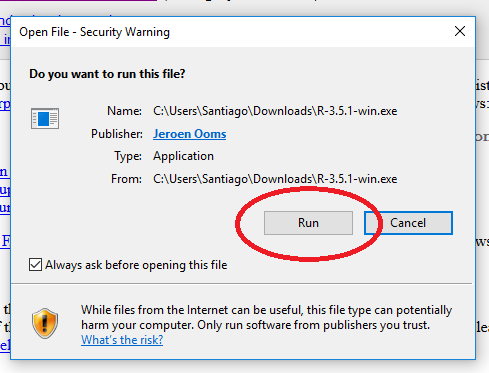 Open File - Security Warning
Do you want to run this file?
Name: C:\Users\Santiago\Downloads\R-3.5.1-win.exe
Publisher: Jeroen Ooms
Type: Application
From: C:\Users\Santiago\Downloads\R-3.5.1-win.exe
Run Cancel
Always ask before opening this file
While files from the Internet can be useful, this file type can potentially
harm your computer. Only run software from publishers you trust.
What's the risk?